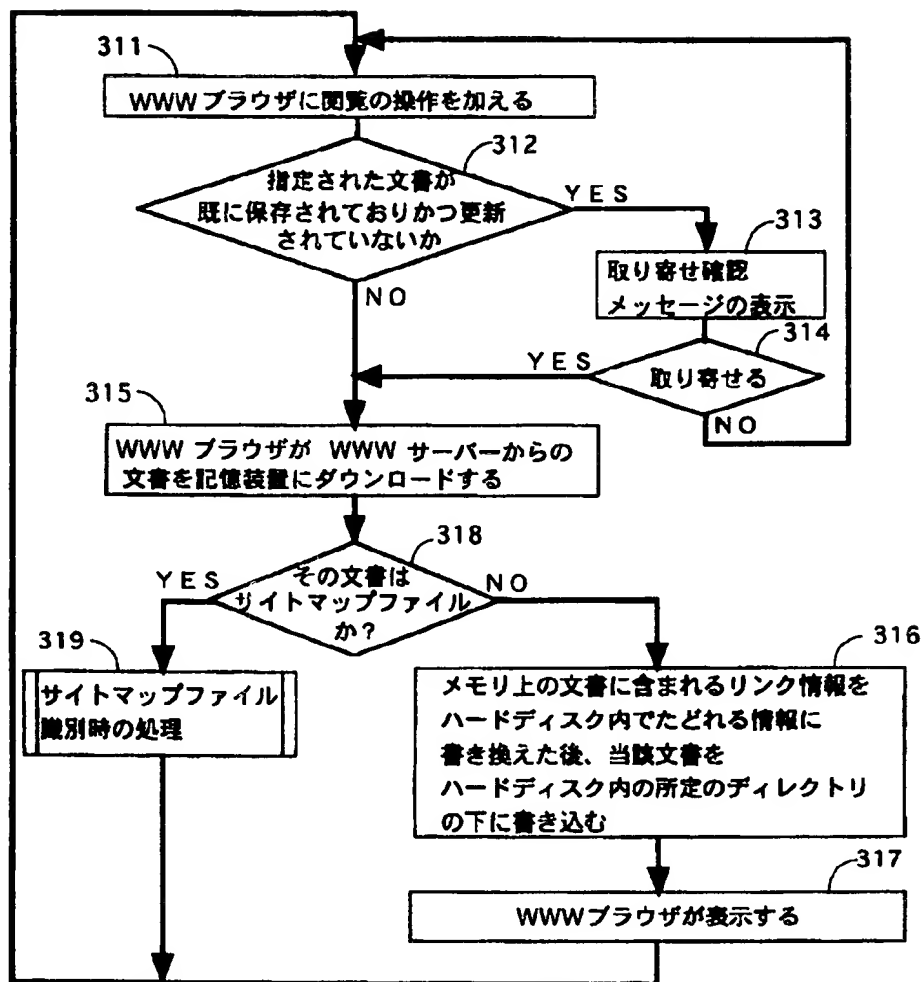 311
WWWブラウザに閲覧の操作を加える
312
指定された文書が
既に保存されておりかつ更新
されていないか
YES
313
取り寄せ確認
メッセージの表示
NO
314
YES
取り寄せる
NO
315
WWW ブラウザが WWW サーバーからの
文書を記憶装置にダウンロードする
318
YES
その文書は
サイトマップファイル
か?
NO
319
サイトマップファイル
識別時の処理
316
メモリ上の文書に含まれるリンク情報を
ハードディスク内でたどれる情報に
書き換えた後、当該文書を
ハードディスク内の所定のディレクトリ
の下に書き込む
317
WWWブラウザが表示する